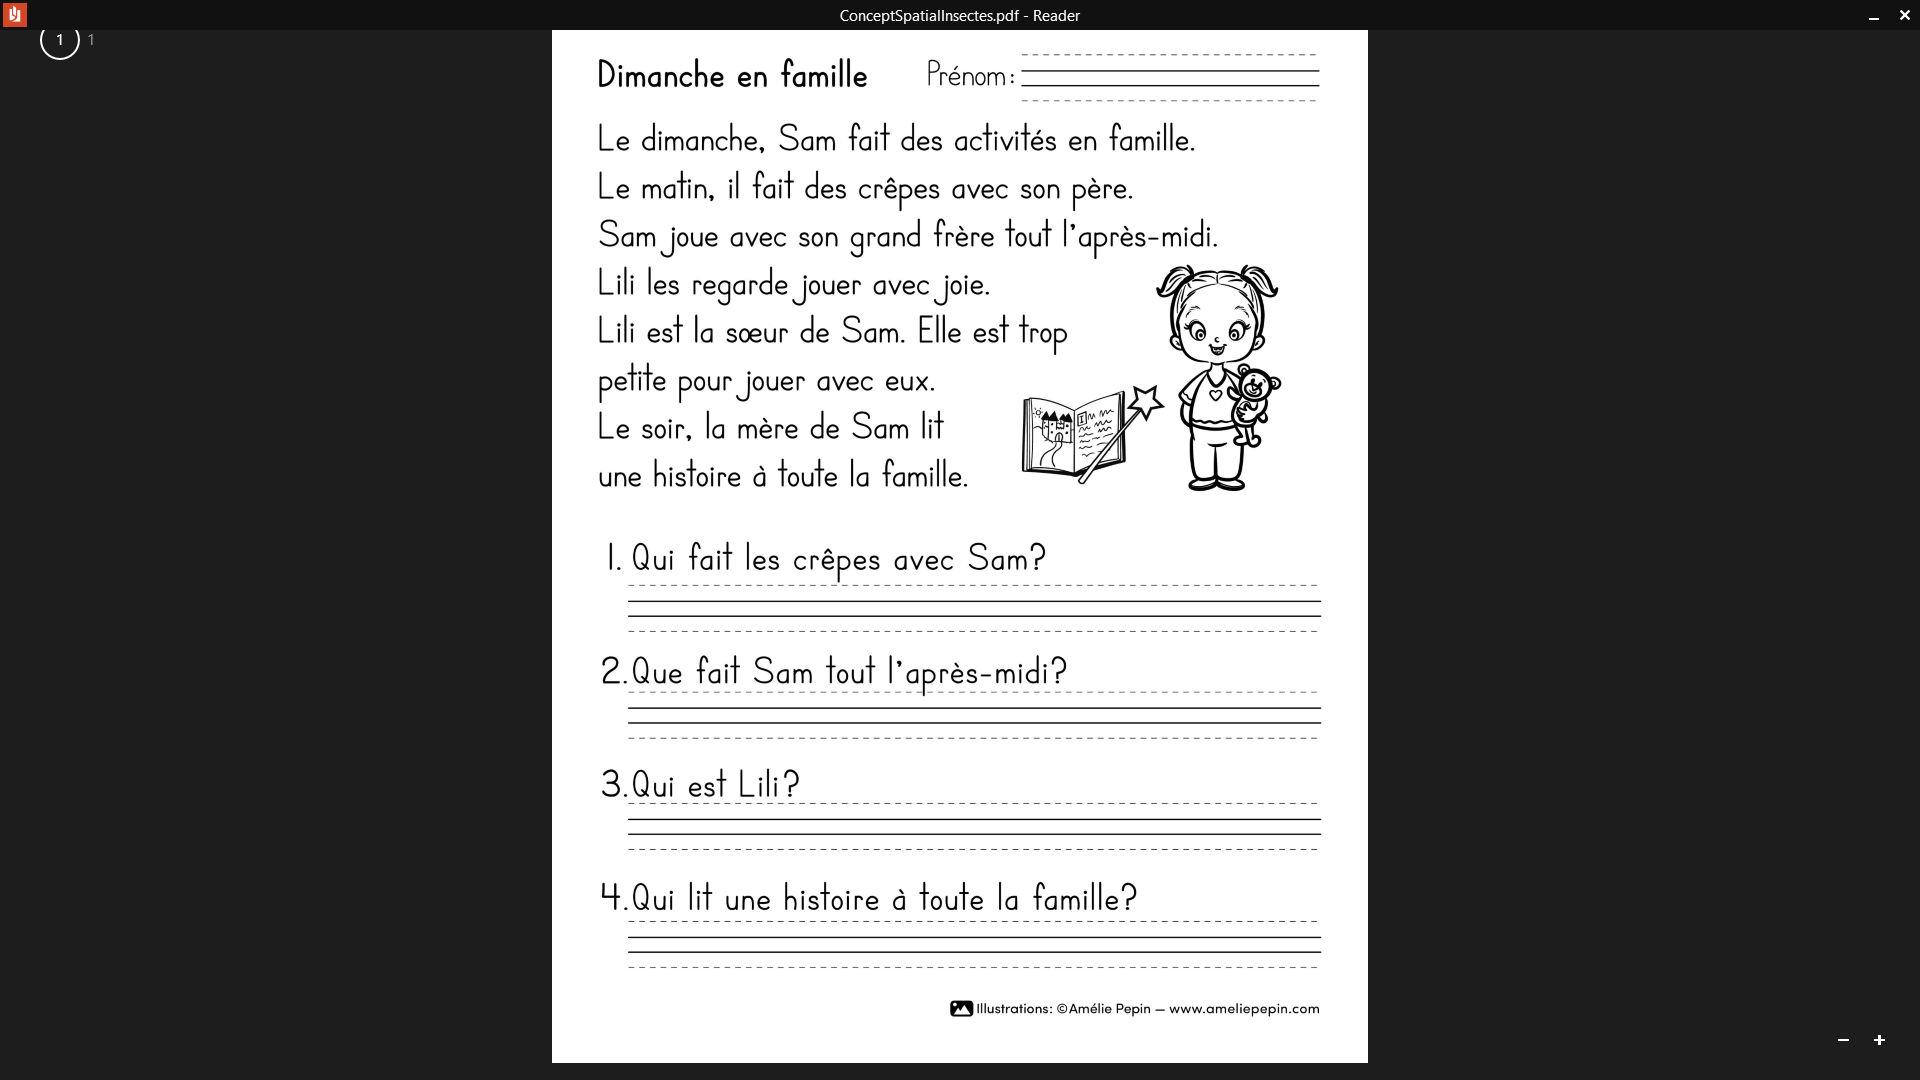 ConceptSpatialInsectes.pdf - Reader
1 1
Dimanche en famille Prénom:
Le dimanche, Sam fait des activités en famille.
Le matin, il fait des crêpes avec son père.
Sam joue avec son grand frère tout l'après-midi.
Lili les regarde jouer avec joie.
Lili est la sœur de Sam. Elle est trop
petite pour jouer avec eux.
Le soir, la mère de Sam lit
une histoire à toute la famille.
1. Qui fait les crêpes avec Sam?
2. Que fait Sam tout l'après-midi?
3. Qui est Lili?
4. Qui lit une histoire à toute la famille?
Illustrations: ©Amélie Pepin — www.ameliepepin.com